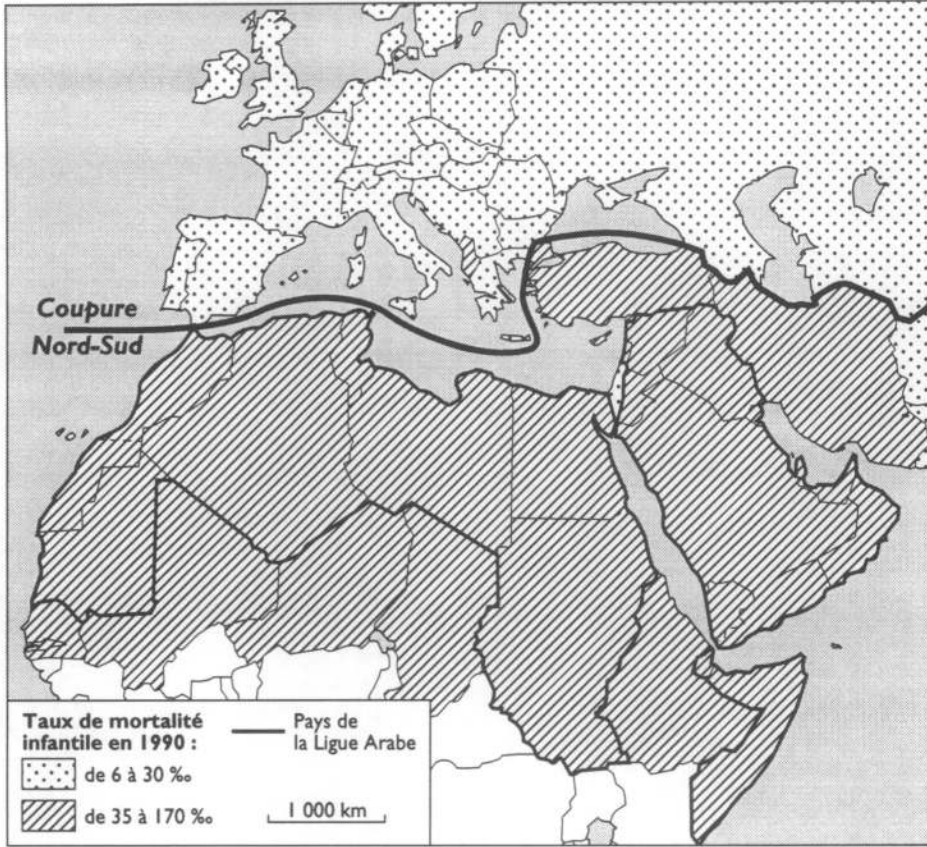 Coupure
Nord-Sud
Taux de mortalité
infantile en 1990 :
de 6 à 30 ‰
de 35 à 170 ‰
Pays de
la Ligue Arabe
1 000 km